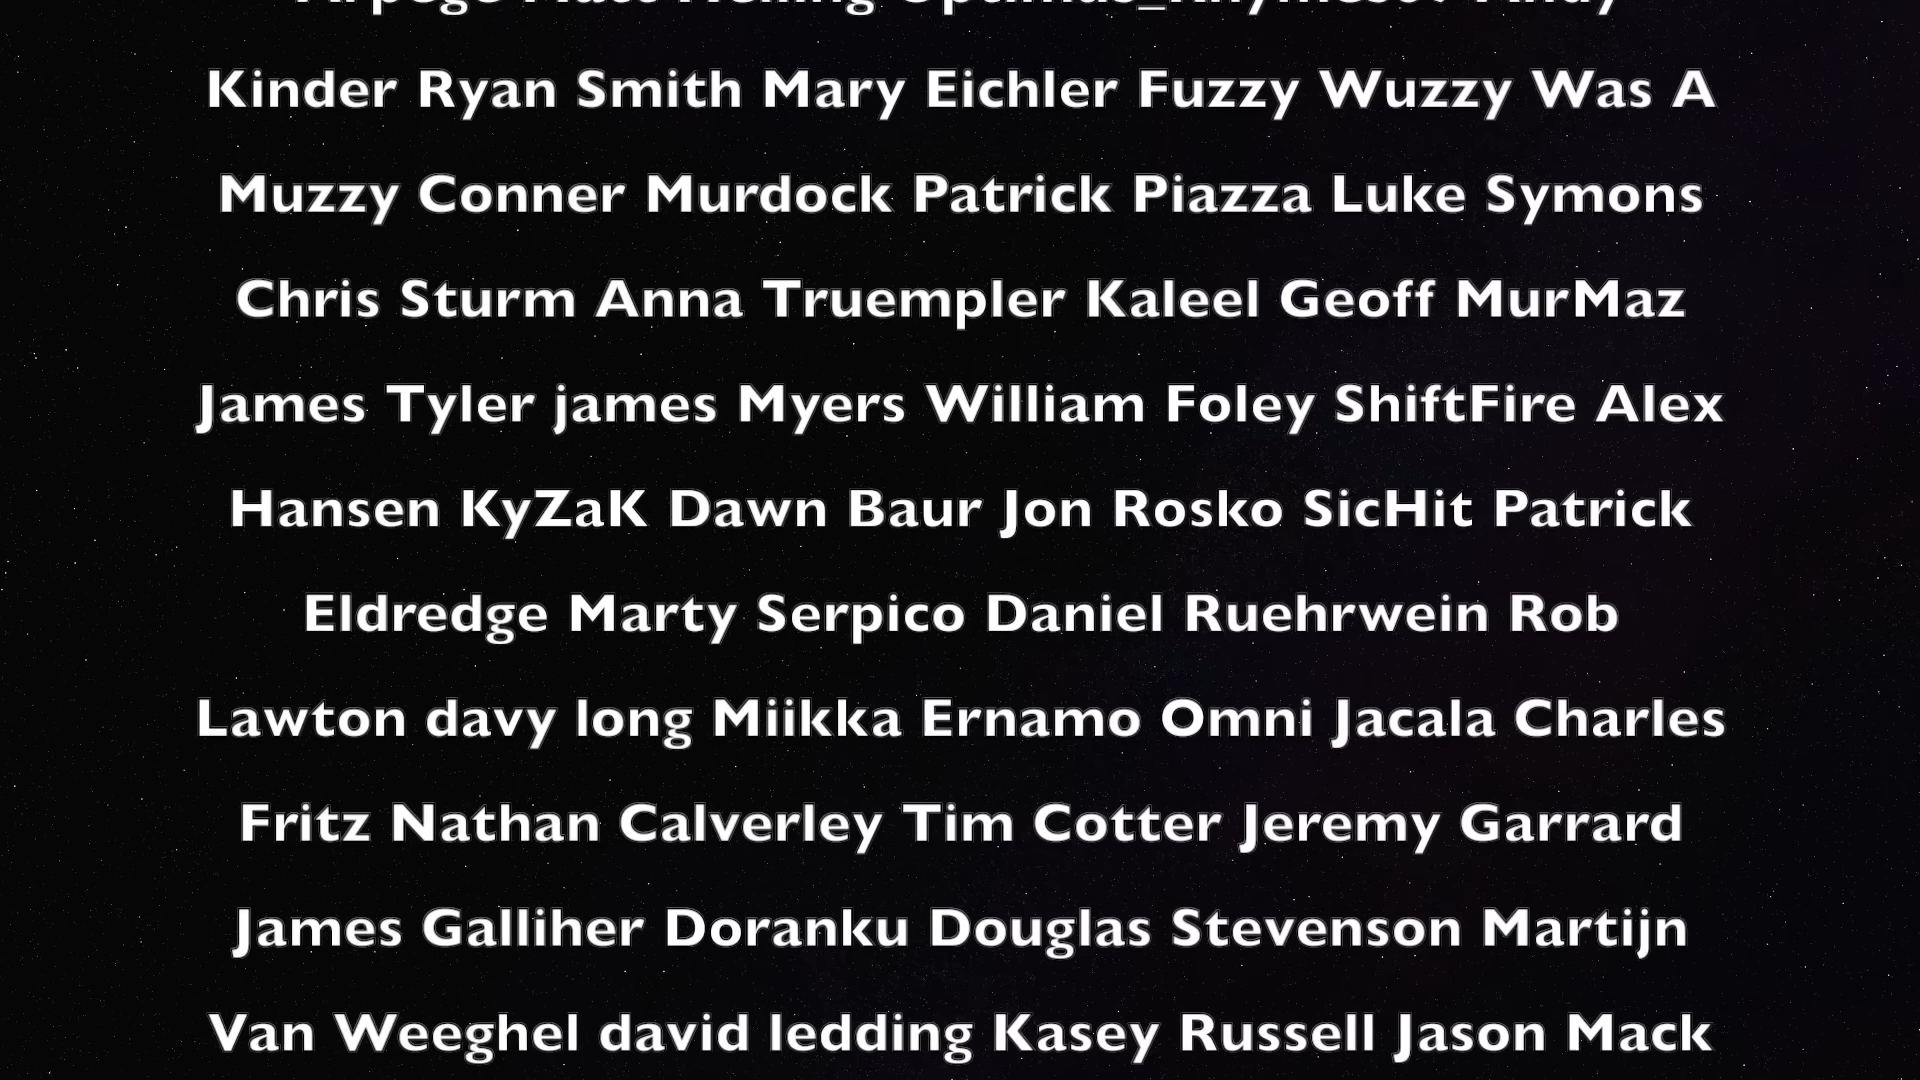 Kinder Ryan Smith Mary Eichler Fuzzy Wuzzy Was A
Muzzy Conner Murdock Patrick Piazza Luke Symons
Chris Sturm Anna Truempler Kaleel Geoff MurMaz
James Tyler james Myers William Foley ShiftFire Alex
Hansen KyZaK Dawn Baur Jon Rosko SicHit Patrick
Eldredge Marty Serpico Daniel Ruehrwein Rob
Lawton davy long Miikka Ernamo Omni Jacala Charles
Fritz Nathan Calverley Tim Cotter Jeremy Garrard
James Galliher Doranku Douglas Stevenson Martijn
Van Weeghel david ledding Kasey Russell Jason Mack